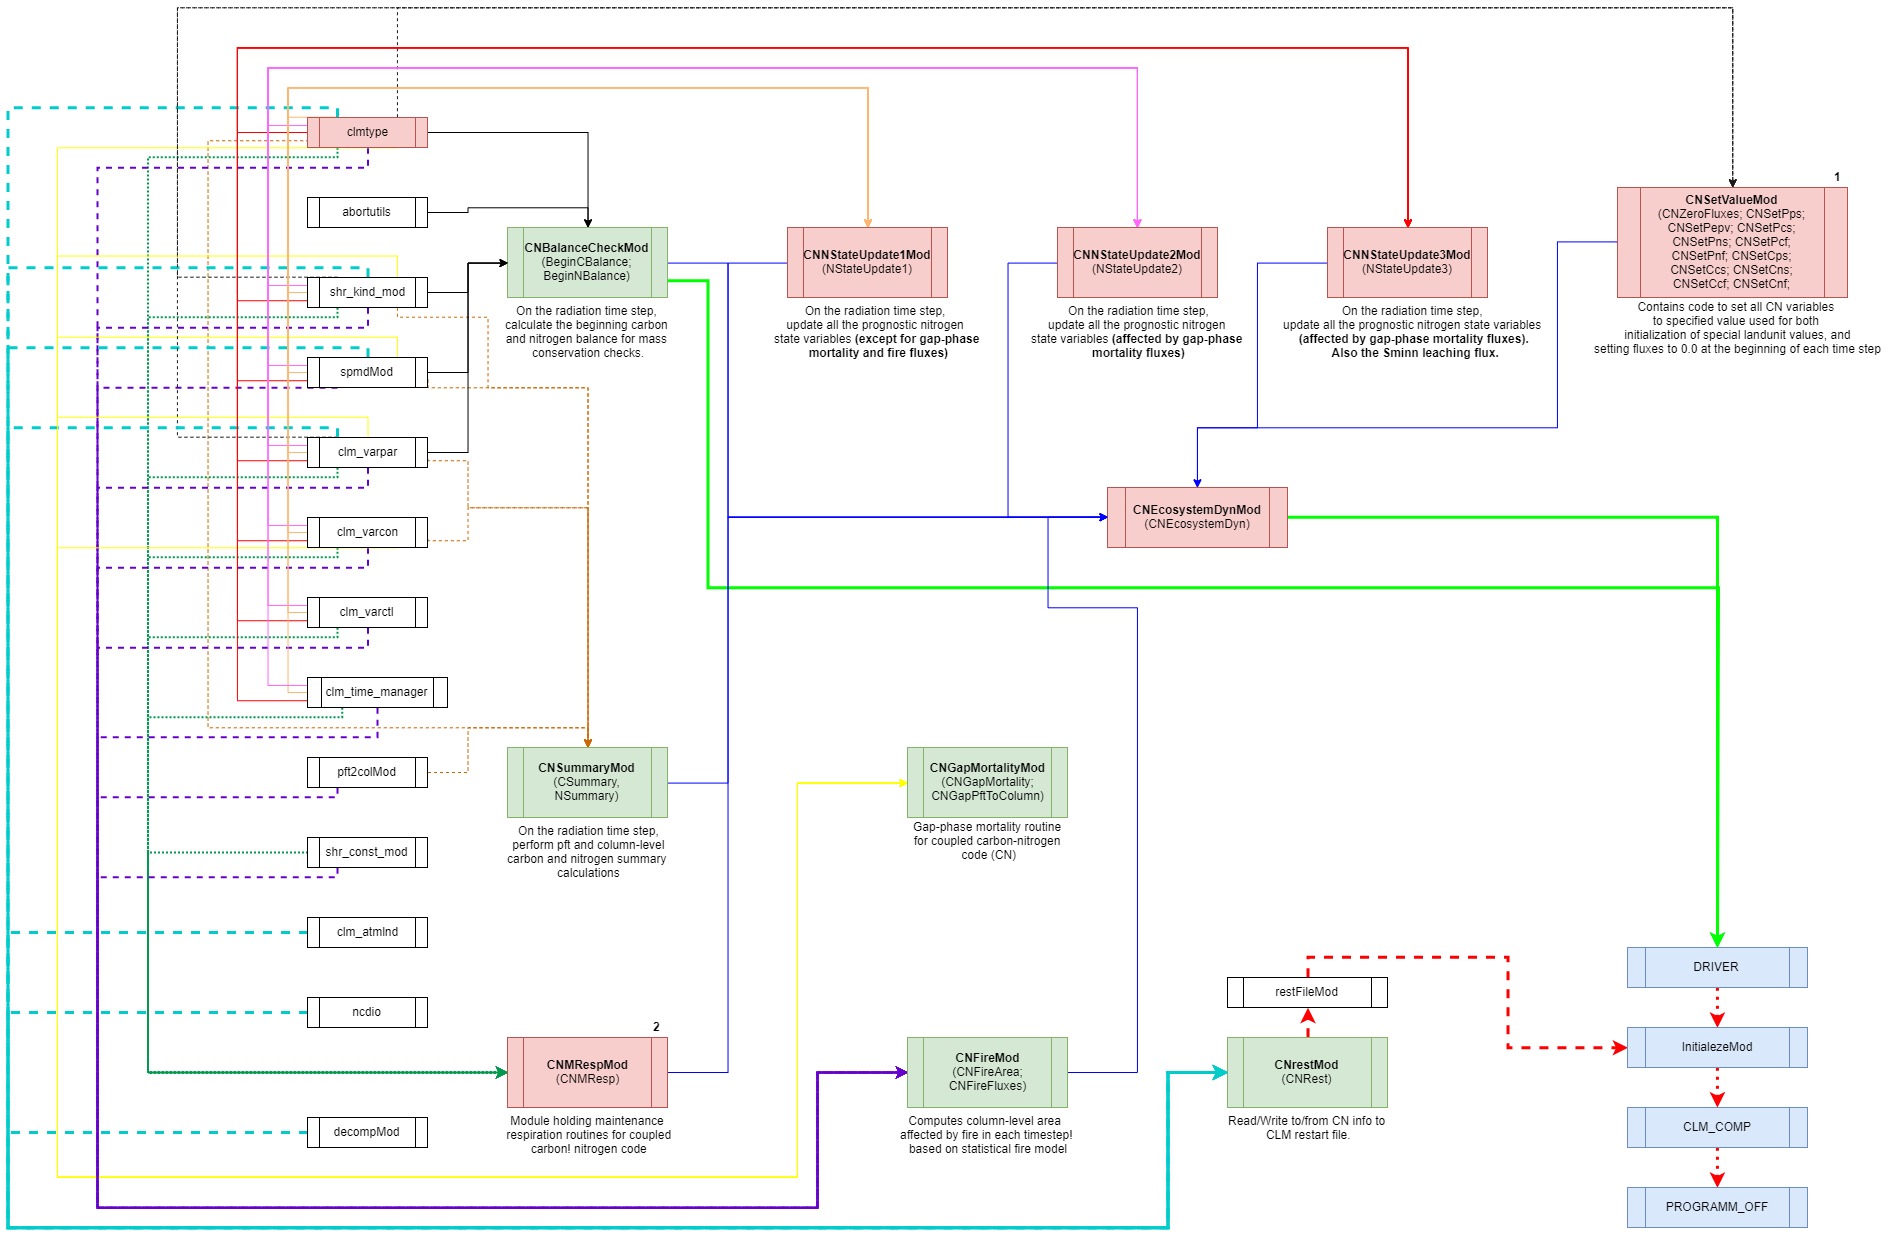 clmtype
abortutils
shr_kind_mod
spmdMod
clm_varpar
clm_varcon
clm_varctl
clm_time_manager
pft2colMod
shr_const_mod
clm_atmlnd
ncdio
decompMod
CNBalanceCheckMod
(BeginCBalance;
BeginNBalance)
On the radiation time step,
calculate the beginning carbon
and nitrogen balance for mass
conservation checks.
CNNStateUpdate1Mod
(NStateUpdate1)
On the radiation time step,
update all the prognostic nitrogen
state variables (except for gap-phase
mortality and fire fluxes)
CNNStateUpdate2Mod
(NStateUpdate2)
On the radiation time step,
update all the prognostic nitrogen
state variables (affected by gap-phase
mortality fluxes)
CNNStateUpdate3Mod
(NStateUpdate3)
On the radiation time step,
update all the prognostic nitrogen state variables
(affected by gap-phase mortality fluxes).
Also the Sminn leaching flux.
1
CNSetValueMod
(CNZeroFluxes; CNSetPps;
CNSetPepv; CNSetPcs;
CNSetPns; CNSetPcf;
CNSetPnf; CNSetCps;
CNSetCcs; CNSetCns;
CNSetCcf; CNSetCnf;
Contains code to set all CN variables
to specified value used for both
initialization of special landunit values, and
setting fluxes to 0.0 at the beginning of each time step
CNEcosystemDynMod
(CNEcosystemDyn)
CNSummaryMod
(CSummary,
NSummary)
On the radiation time step,
perform pft and column-level
carbon and nitrogen summary
calculations
CNGapMortalityMod
(CNGapMortality;
CNGapPftToColumn)
Gap-phase mortality routine
for coupled carbon-nitrogen
code (CN)
2
CNMRespMod
(CNMResp)
Module holding maintenance
respiration routines for coupled
carbon! nitrogen code
CNFireMod
(CNFireArea;
CNFireFluxes)
Computes column-level area
affected by fire in each timestep!
based on statistical fire model
restFileMod
CNrestMod
(CNRest)
Read/Write to/from CN info to
CLM restart file.
DRIVER
InitialezeMod
CLM_COMP
PROGRAMM_OFF